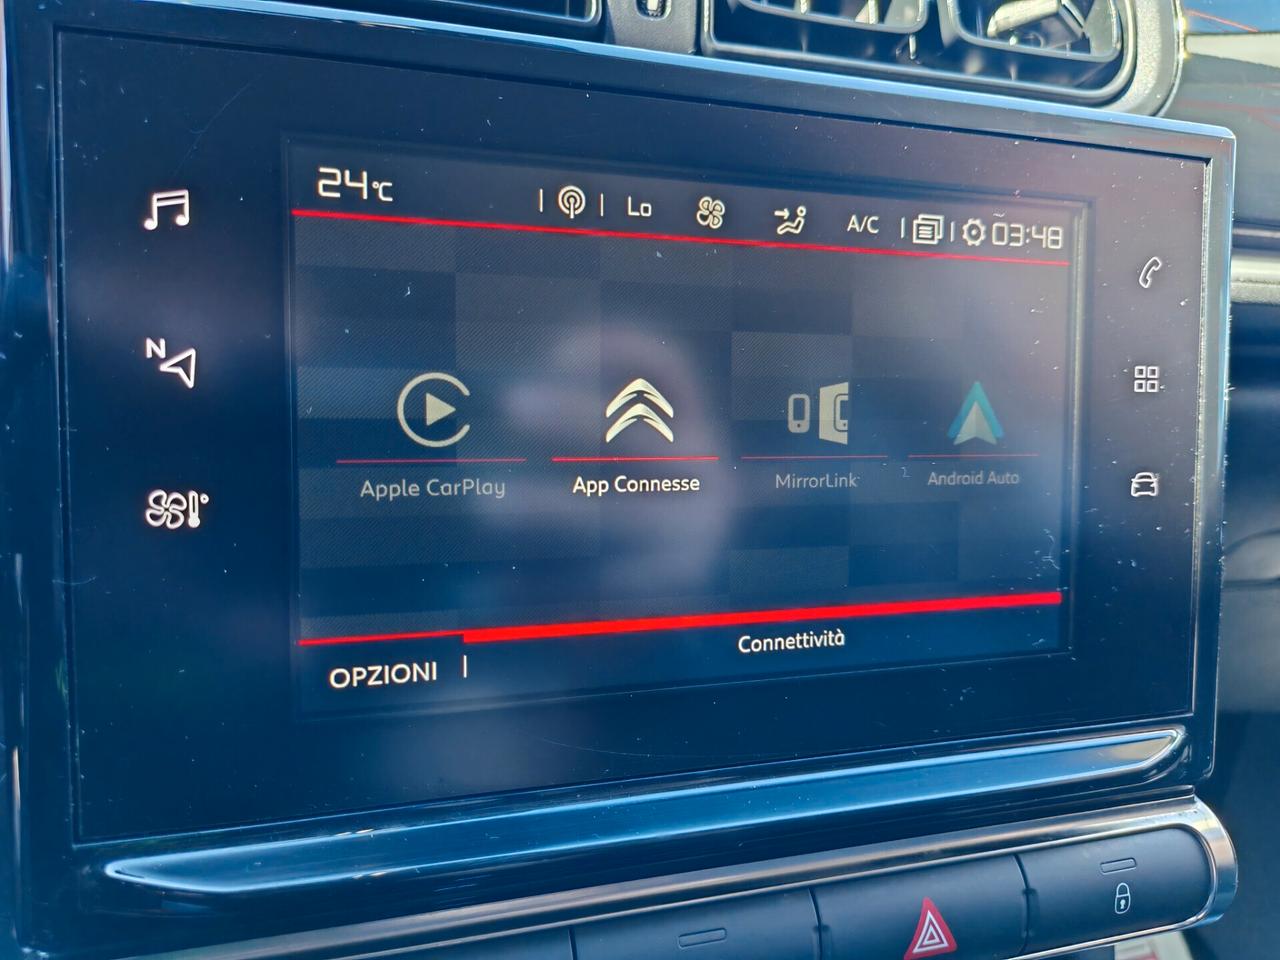 24°C Lo A/C 03:48
N
Apple CarPlay App Connesse MirrorLink Android Auto
Connettività
OPZIONI